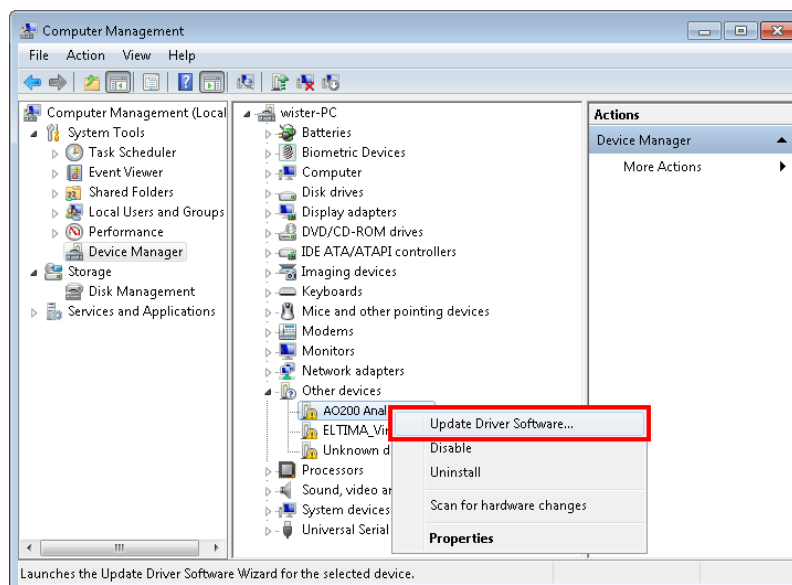 Computer Management
File Action View Help
Computer Management (Local
System Tools
Task Scheduler
Event Viewer
Shared Folders
Local Users and Groups
Performance
Device Manager
Storage
Disk Management
Services and Applications
wister-PC
Batteries
Biometric Devices
Computer
Disk drives
Display adapters
DVD/CD-ROM drives
IDE ATA/ATAPI controllers
Imaging devices
Keyboards
Mice and other pointing devices
Modems
Monitors
Network adapters
Other devices
AO200 Anal
ELTIMA_Vir
Unknown d
Processors
Sound, video ar
System devices
Universal Serial
Update Driver Software...
Disable
Uninstall
Scan for hardware changes
Properties
Actions
Device Manager
More Actions
Launches the Update Driver Software Wizard for the selected device.